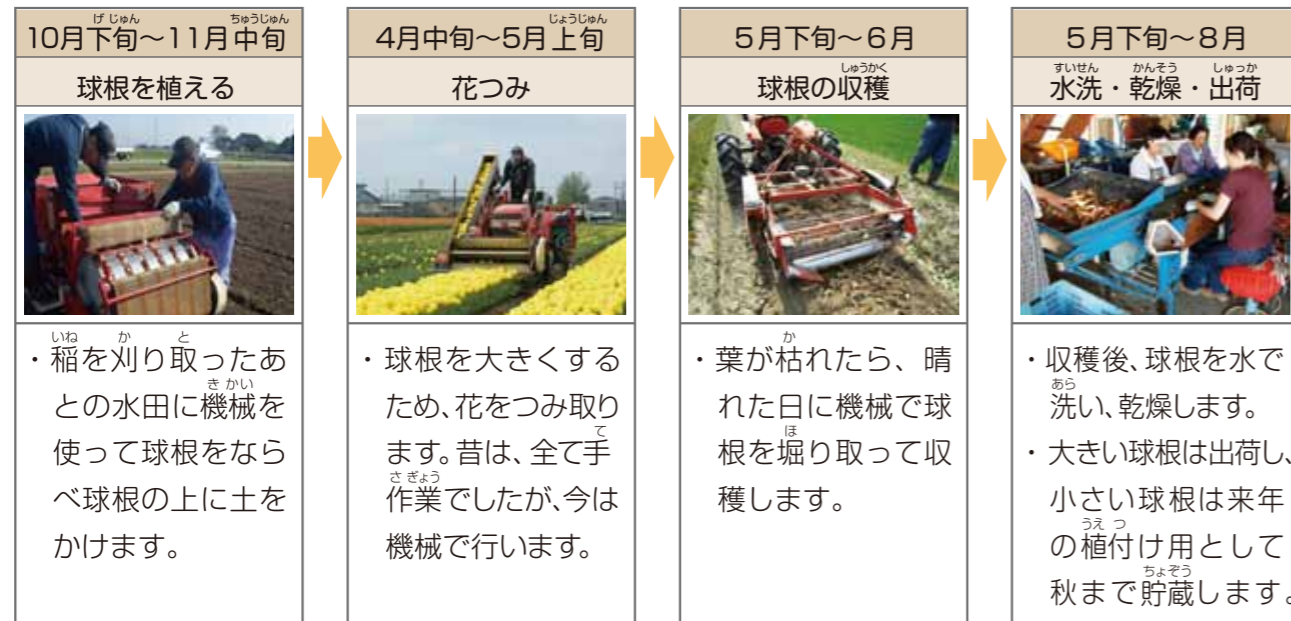 10月下旬～11月中旬
球根を植える
・稲を刈り取ったあ
との水田に機械を
使って球根をなら
べ球根の上に土を
かけます。
4月中旬～5月上旬
花つみ
・球根を大きくする
ため、花をつみ取り
ます。昔は、全て手
作業でしたが、今は
機械で行います。
5月下旬～6月
球根の収穫
・葉が枯れたら、晴
れた日に機械で球
根を堀り取って収
穫します。
5月下旬～8月
水洗・乾燥・出荷
・収穫後、球根を水で
洗い、乾燥します。
・大きい球根は出荷し、
小さい球根は来年
の植付け用として
秋まで貯蔵します。